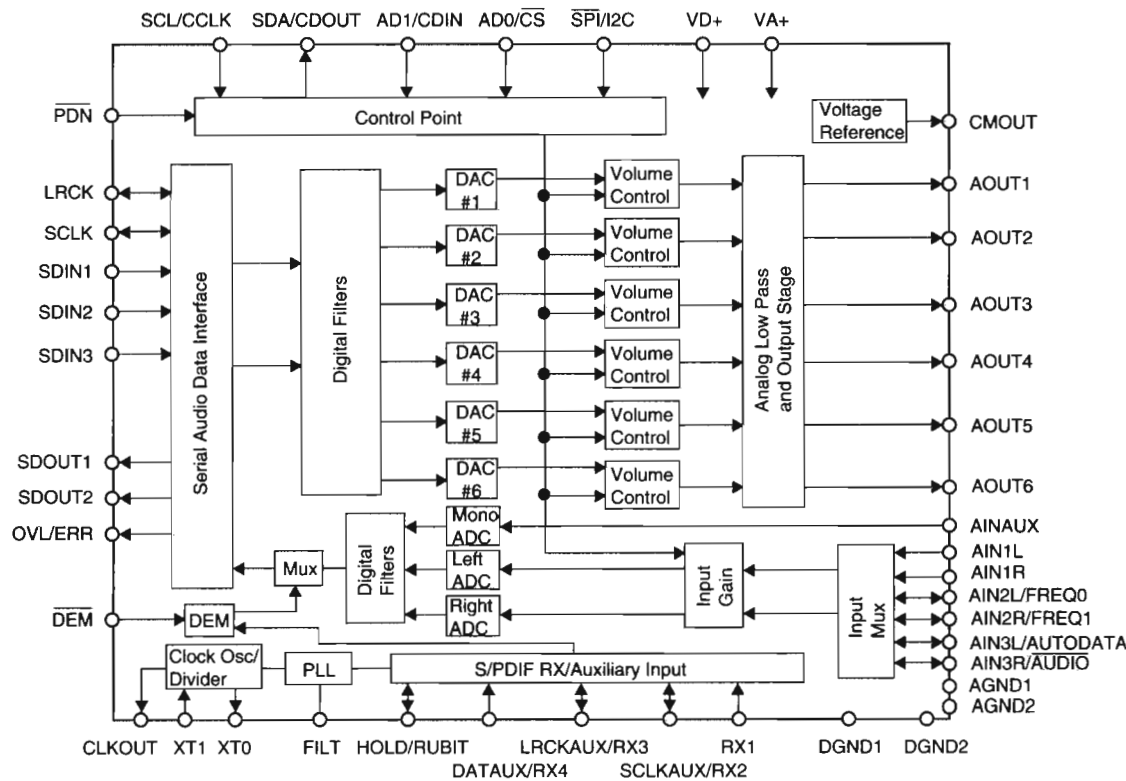 SCL/CCLK SDA/CDOUT AD1/CDIN AD0/CS SPI/I2C VD+ VA+
PDN
Control Point
Voltage
Reference
CMOUT
LRCK
SCLK
SDIN1
SDIN2
SDIN3
SDOUT1
SDOUT2
OVL/ERR
DEM
Serial Audio Data Interface
Digital Filters
DAC
#1
DAC
#2
DAC
#3
DAC
#4
DAC
#5
DAC
#6
Volume
Control
Volume
Control
Volume
Control
Volume
Control
Volume
Control
Volume
Control
Analog Low Pass
and Output Stage
AOUT1
AOUT2
AOUT3
AOUT4
AOUT5
AOUT6
AINAUX
AIN1L
AIN1R
AIN2L/FREQ0
AIN2R/FREQ1
AIN3L/AUTODATA
AIN3R/AUDIO
AGND1
AGND2
Mono
ADC
Left
ADC
Right
ADC
Digital
Filters
Mux
DEM
Input
Gain
Input
Mux
Clock Osc/
Divider
PLL
S/PDIF RX/Auxiliary Input
CLKOUT XT1 XT0 FILT HOLD/RUBIT LRCKAUX/RX3 RX1 DGND1 DGND2
DATAUX/RX4 SCLKAUX/RX2